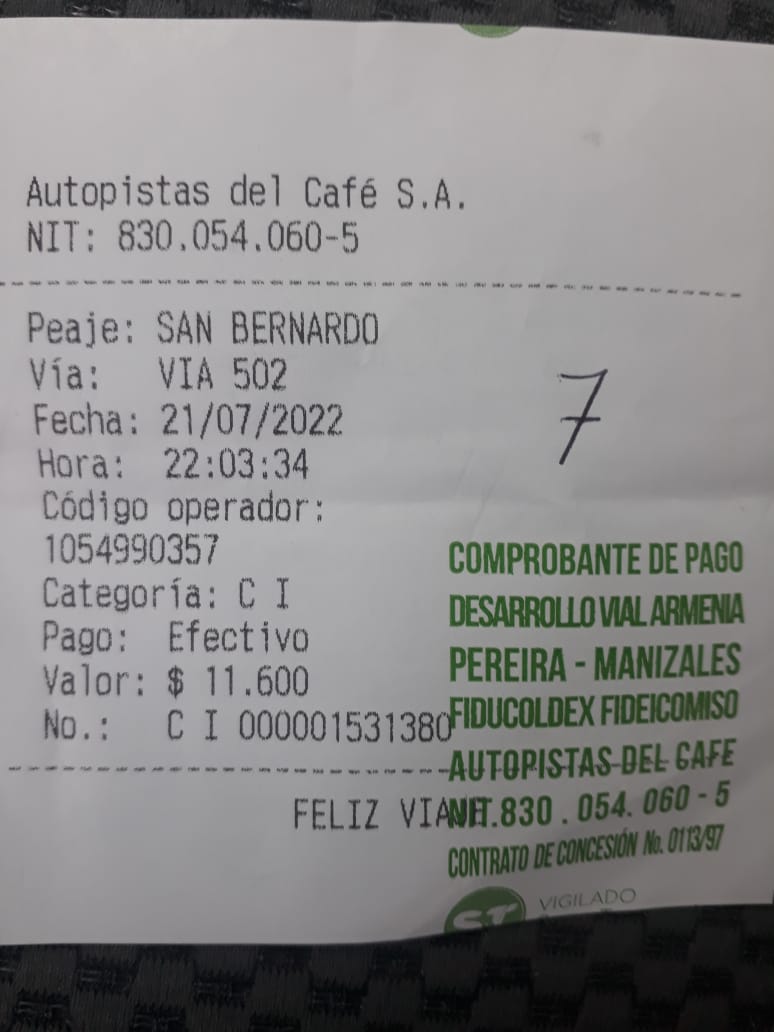 Autopistas del Café S.A.
NIT: 830.054.060-5
Peaje: SAN BERNARDO
Vía: VIA 502
Fecha: 21/07/2022
Hora: 22:03:34
Código operador:
1054990357
Categoría: C I
Pago: Efectivo
Valor: $ 11.600
No.: C I 000001531380
FELIZ VIAJE
7
COMPROBANTE DE PAGO
DESARROLLO VIAL ARMENIA
PEREIRA - MANIZALES
FIDUCOLDEX FIDEICOMISO
AUTOPISTAS DEL CAFE
NIT.830 . 054. 060 - 5
CONTRATO DE CONCESIÓN No. 0113/97
ST
VIGILADO